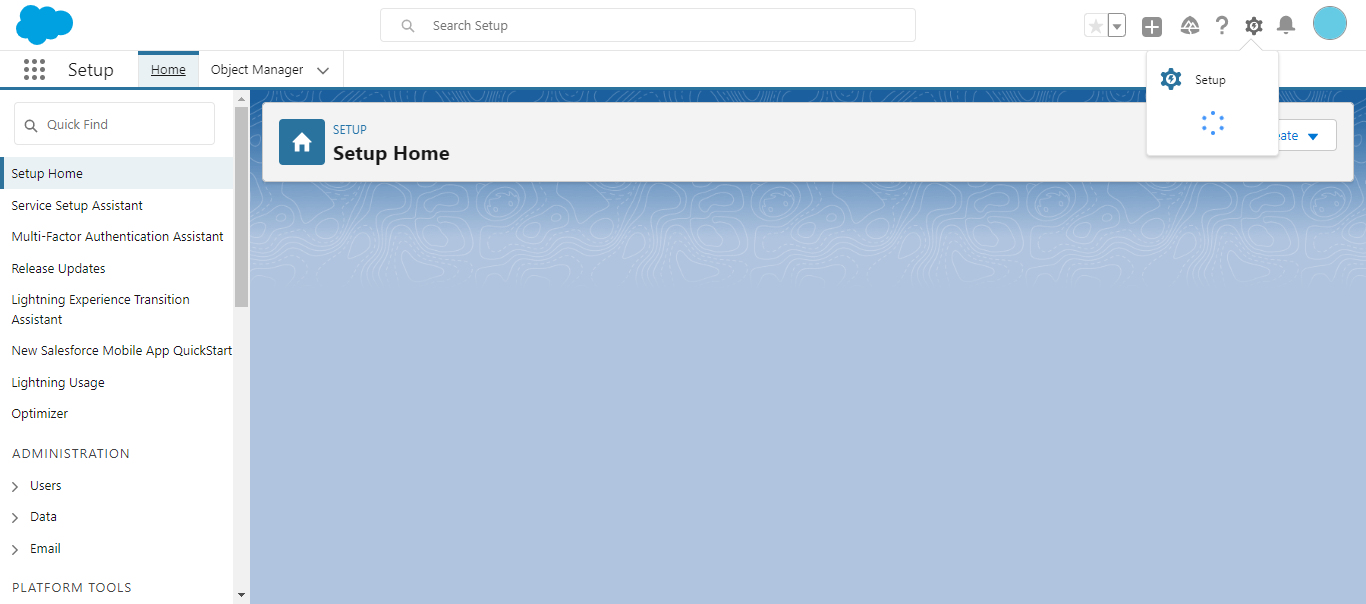 Search Setup
Setup
Home
Object Manager
Setup
Quick Find
SETUP
Setup Home
Setup Home
Service Setup Assistant
Multi-Factor Authentication Assistant
Release Updates
Lightning Experience Transition
Assistant
New Salesforce Mobile App QuickStart
Lightning Usage
Optimizer
ADMINISTRATION
Users
Data
Email
PLATFORM TOOLS